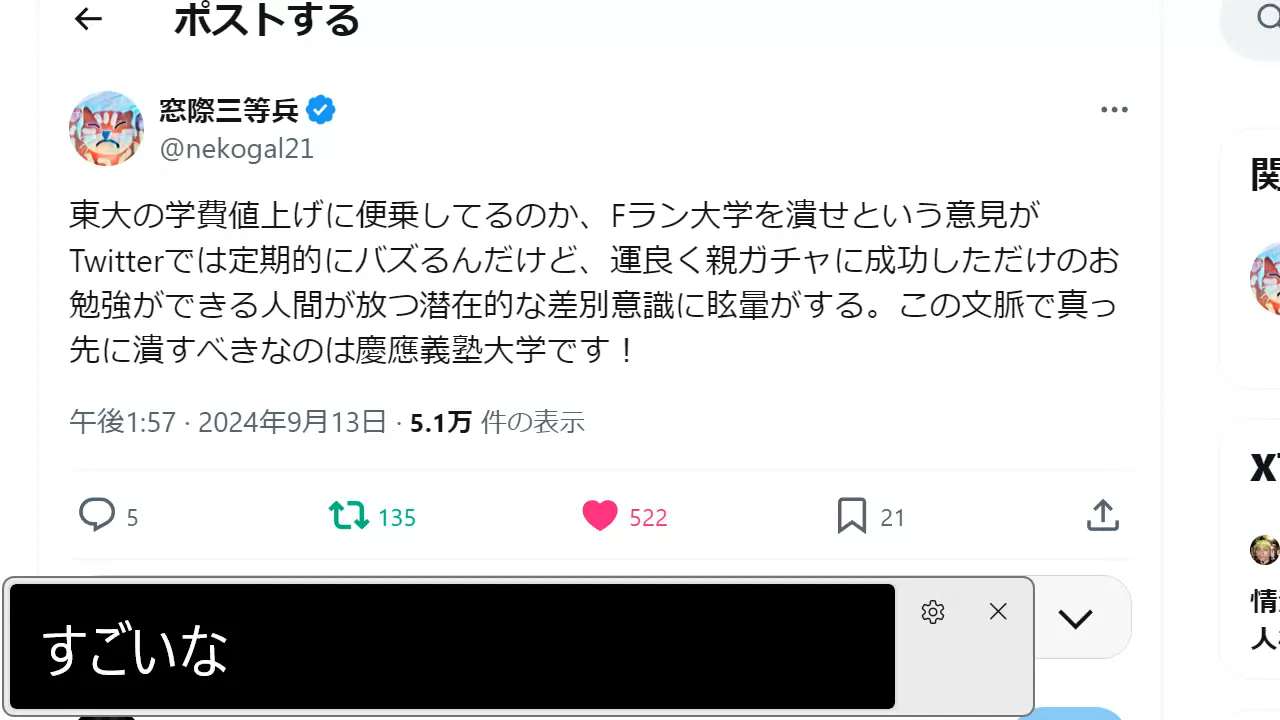 ポストする
窓際三等兵
@nekogal21
東大の学費値上げに便乗してるのか、Fラン大学を潰せという意見が
Twitterでは定期的にバズるんだけど、運良く親ガチャに成功しただけのお
勉強ができる人間が放つ潜在的な差別意識に眩暈がする。この文脈で真っ
先に潰すべきなのは慶應義塾大学です！
午後1:57 · 2024年9月13日 · 5.1万 件の表示
5 135 522 21
すごいな
関
X
情
人